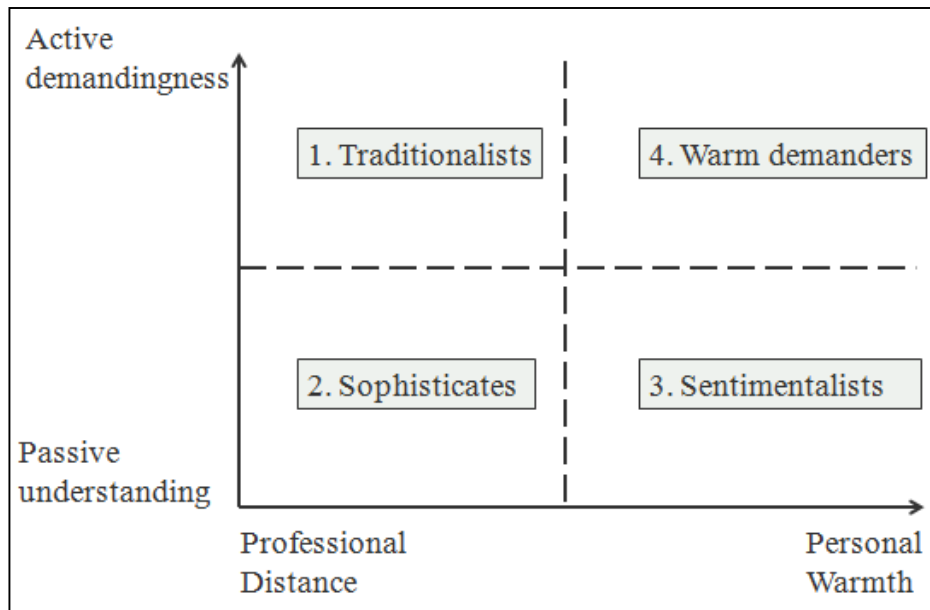 Active
demandingness
1. Traditionalists
4. Warm demanders
2. Sophisticates
3. Sentimentalists
Passive
understanding
Professional
Distance
Personal
Warmth